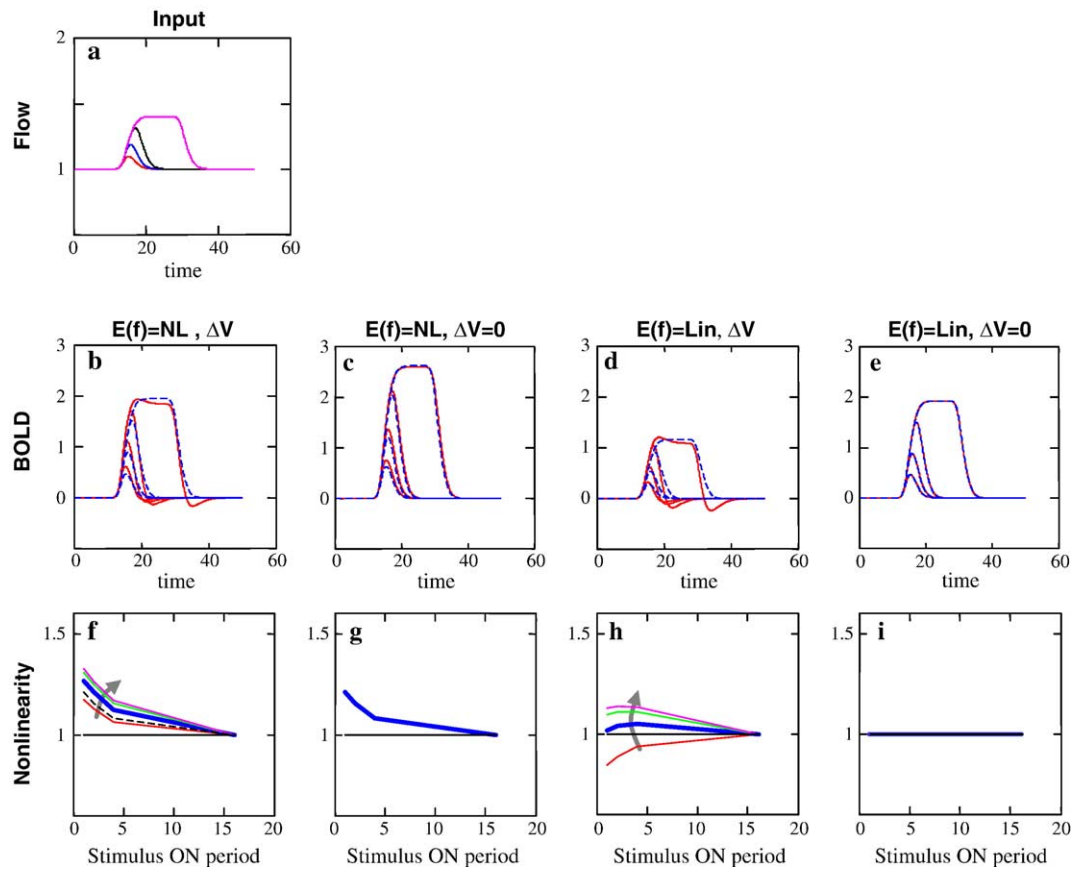 Input
a
2
1
0
Flow
0 20 40 60
time
E(f)=NL , ΔV
E(f)=NL, ΔV=0
E(f)=Lin, ΔV
E(f)=Lin, ΔV=0
b
c
d
e
BOLD
3
2
1
0
0 20 40 60
time
3
2
1
0
0 20 40 60
time
3
2
1
0
0 20 40 60
time
3
2
1
0
0 20 40 60
time
f
g
h
i
Nonlinearity
1.5
1
0 5 10 15 20
Stimulus ON period
1.5
1
0 5 10 15 20
Stimulus ON period
1.5
1
0 5 10 15 20
Stimulus ON period
1.5
1
0 5 10 15 20
Stimulus ON period